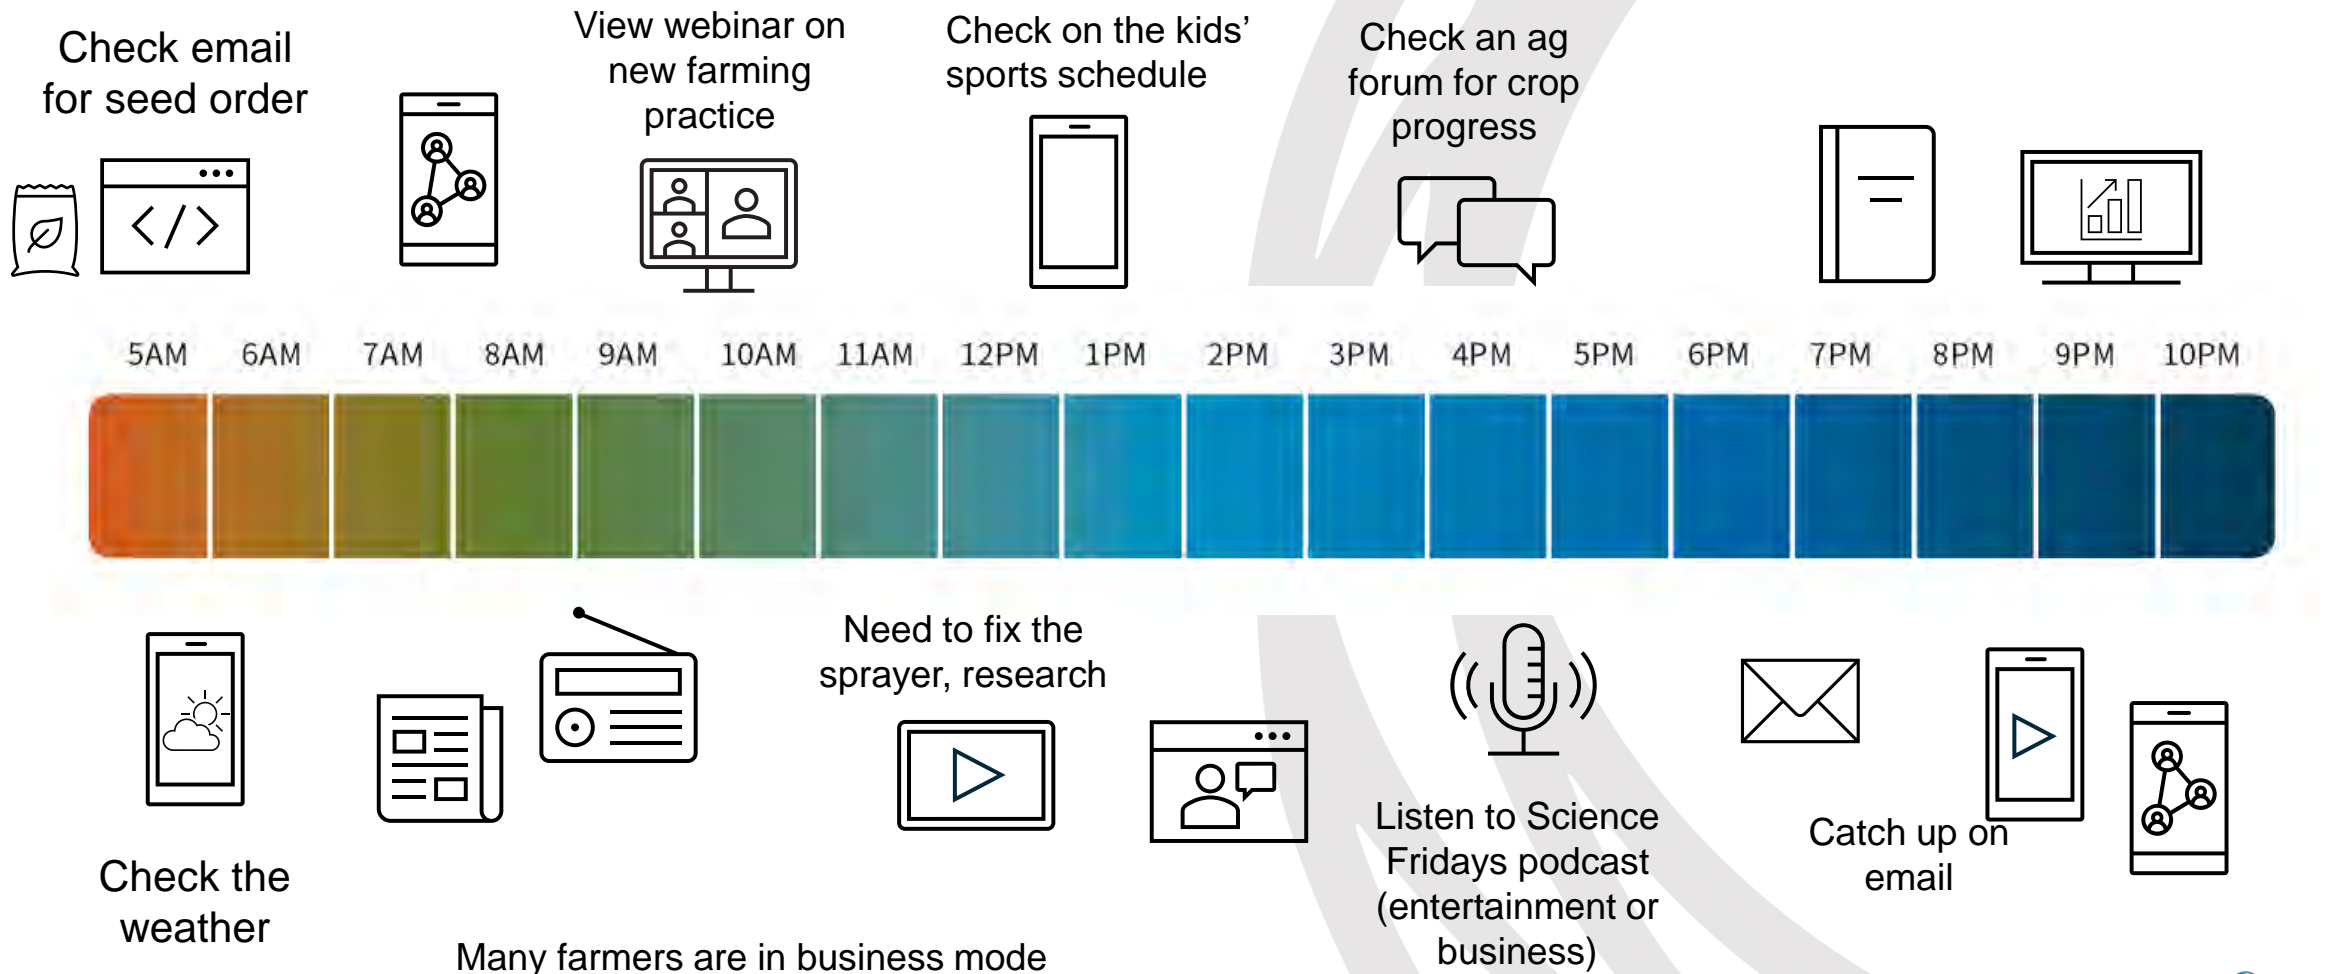 Check email
for seed order
View webinar on
new farming
practice
Check on the kids’
sports schedule
Check an ag
forum for crop
progress
</>
5AM 6AM 7AM 8AM 9AM 10AM 11AM 12PM 1PM 2PM 3PM 4PM 5PM 6PM 7PM 8PM 9PM 10PM
Check the
weather
Need to fix the
sprayer, research
Listen to Science
Fridays podcast
(entertainment or
business)
Catch up on
email
Many farmers are in business mode